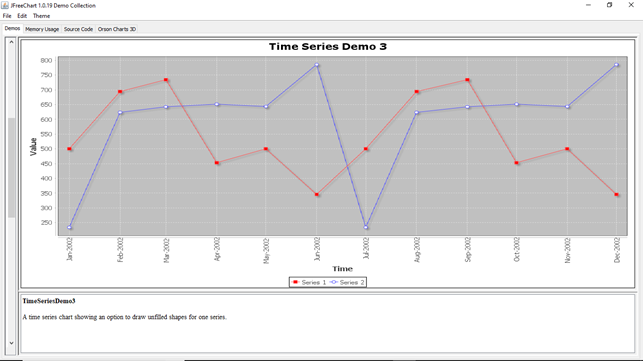 JFreeChart 1.0.19 Demo Collection
File Edit Theme
Demos Memory Usage Source Code Orson Charts 3D
Time Series Demo 3
800
750
700
650
600
550
500
450
400
350
300
250
Value
Jan-2002
Feb-2002
Mar-2002
Apr-2002
May-2002
Jun-2002
Jul-2002
Aug-2002
Sep-2002
Oct-2002
Nov-2002
Dec-2002
Time
Series 1 Series 2
TimeSeriesDemo3
A time series chart showing an option to draw unfilled shapes for one series.